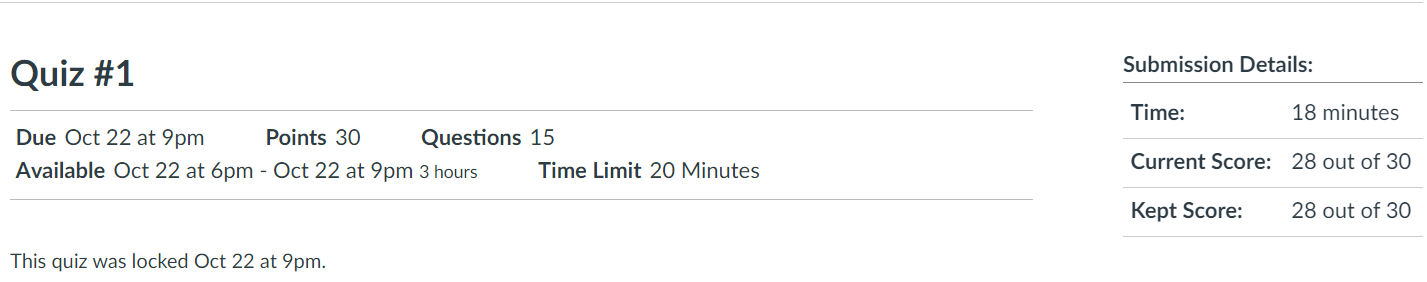 Quiz #1
Due Oct 22 at 9pm Points 30 Questions 15
Available Oct 22 at 6pm - Oct 22 at 9pm 3 hours Time Limit 20 Minutes
This quiz was locked Oct 22 at 9pm.
Submission Details:
Time: 18 minutes
Current Score: 28 out of 30
Kept Score: 28 out of 30